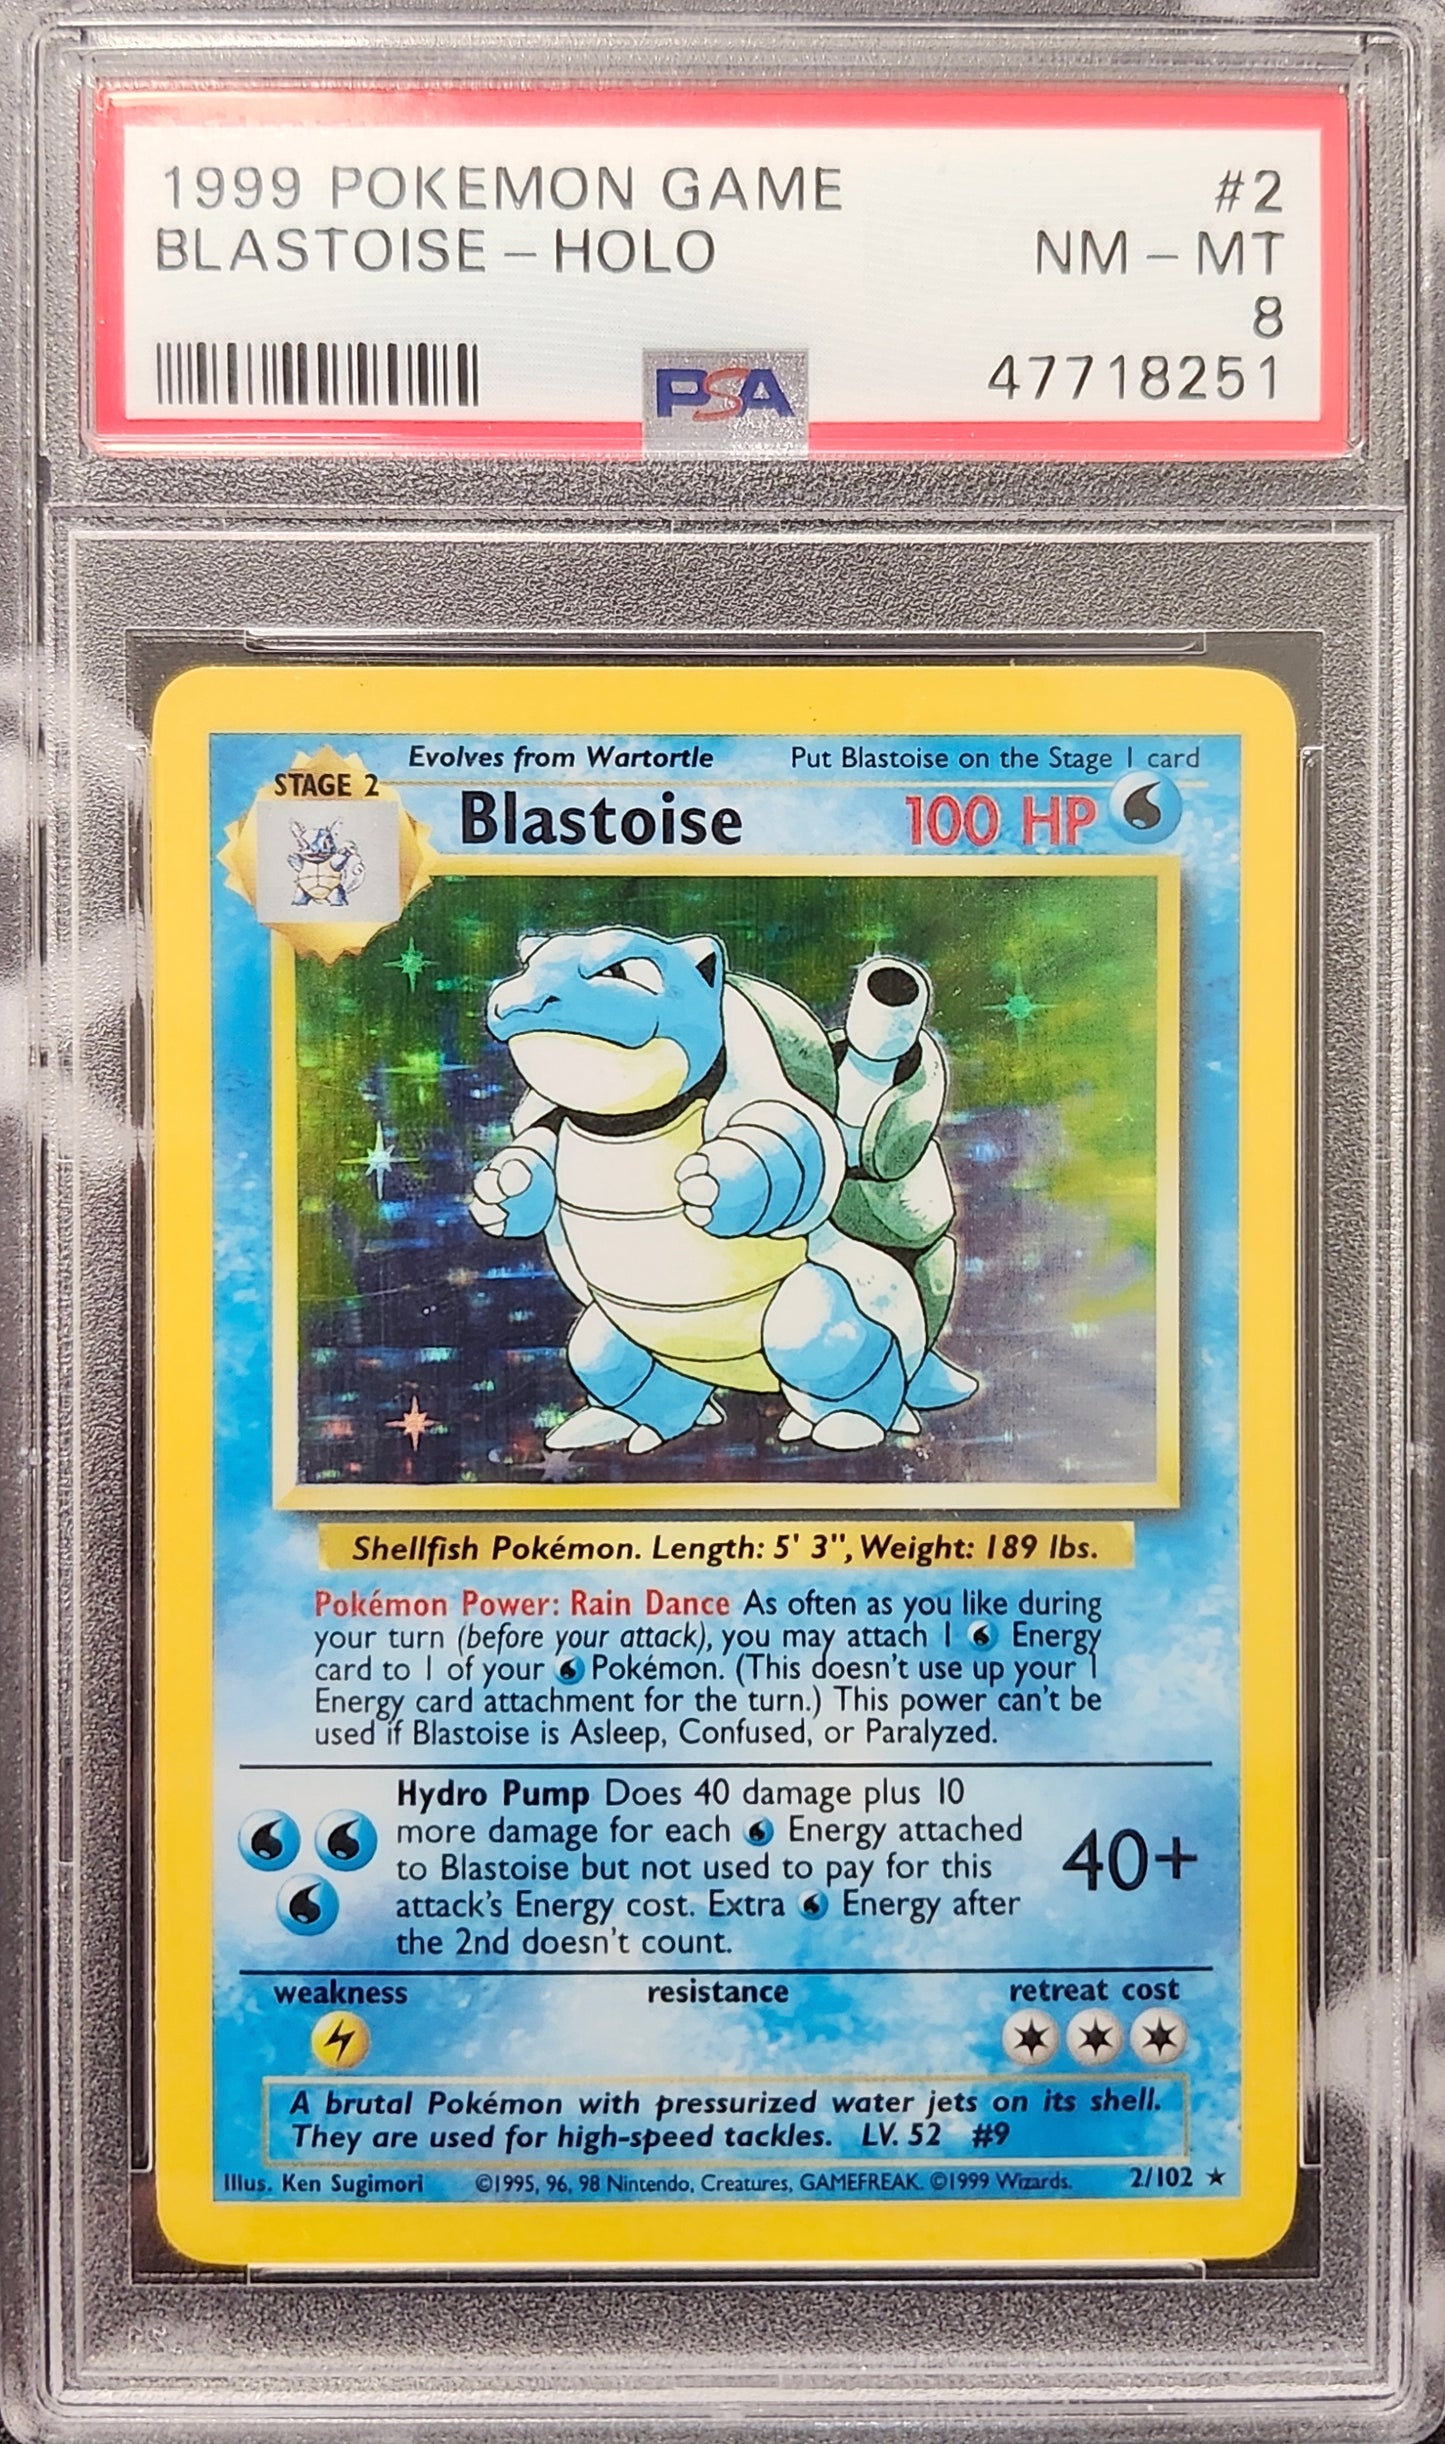 1999 POKEMON GAME #2
BLASTOISE – HOLO NM – MT
8
PSA 47718251
Evolves from Wartortle Put Blastoise on the Stage 1 card
STAGE 2
Blastoise 100 HP
Shellfish Pokémon. Length: 5' 3", Weight: 189 lbs.
Pokémon Power: Rain Dance As often as you like during
your turn (before your attack), you may attach 1 Energy
card to 1 of your Pokémon. (This doesn't use up your 1
Energy card attachment for the turn.) This power can't be
used if Blastoise is Asleep, Confused, or Paralyzed.
Hydro Pump Does 40 damage plus 10
more damage for each Energy attached
to Blastoise but not used to pay for this
attack's Energy cost. Extra Energy after
the 2nd doesn't count.
40+
weakness resistance retreat cost
A brutal Pokémon with pressurized water jets on its shell.
They are used for high-speed tackles. LV. 52 #9
Illus. Ken Sugimori ©1995, 96, 98 Nintendo, Creatures, GAMEFREAK. ©1999 Wizards. 2/102 ★